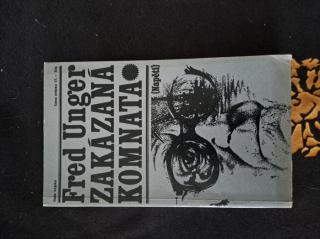 Fred Unger
ZAKÁZANÁ
KOMNATA
(Napětí)